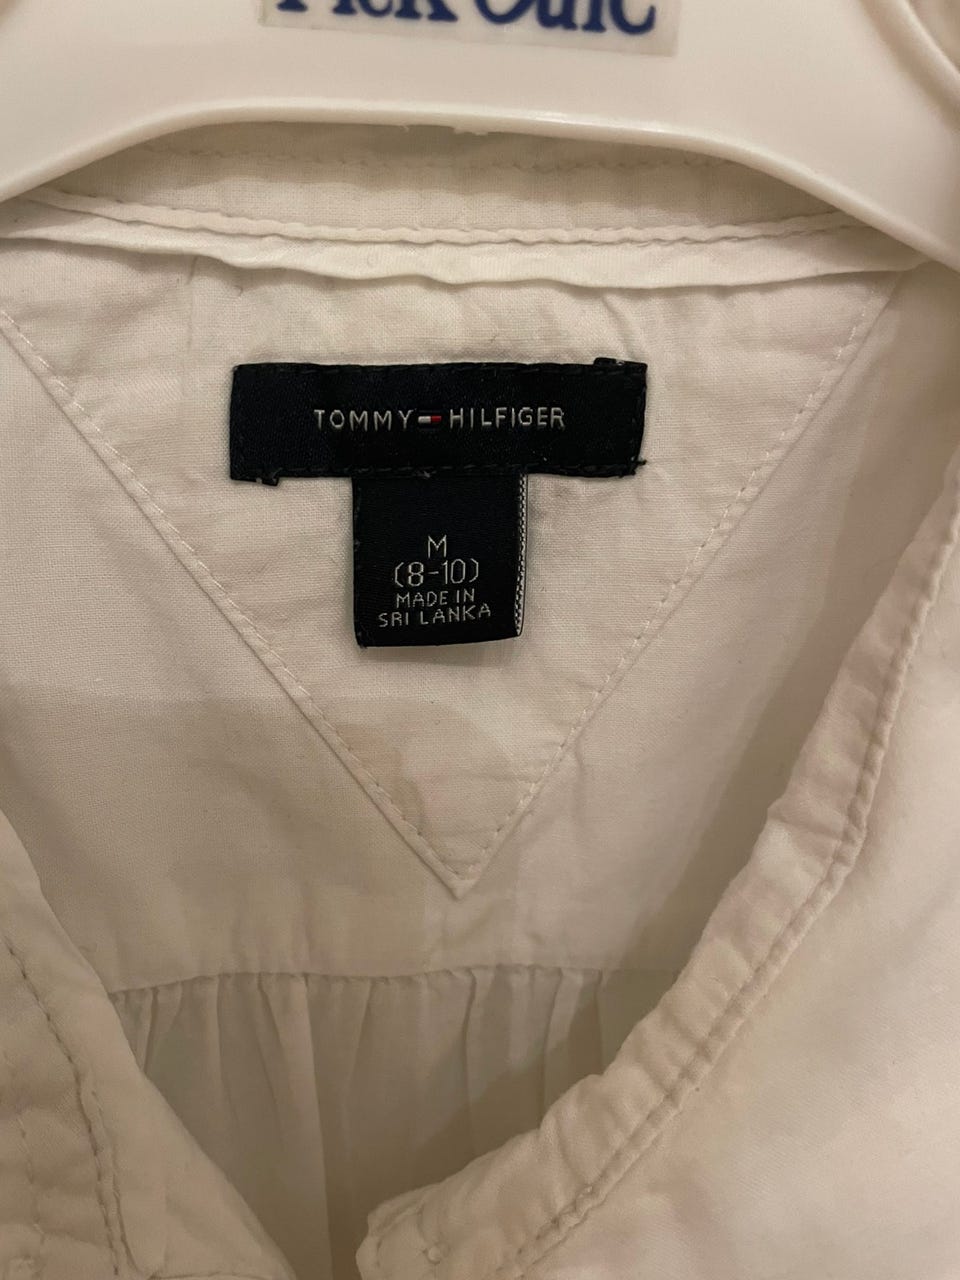 TOMMY HILFIGER
M
(8-10)
MADE IN
SRI LANKA